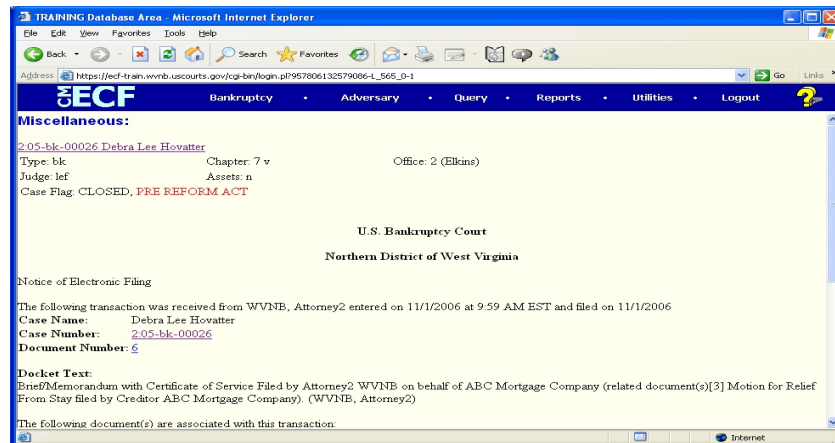 TRAINING Database Area - Microsoft Internet Explorer
File Edit View Favorites Tools Help
Back Search Favorites
Address https://ecf-train.wvnb.uscourts.gov/cgi-bin/login.pl?957806132579086-L_565_0-1 Go Links »
CM ECF Bankruptcy • Adversary • Query • Reports • Utilities • Logout ?
Miscellaneous:
2:05-bk-00026 Debra Lee Hovatter
Type: bk Chapter: 7 v Office: 2 (Elkins)
Judge: lef Assets: n
Case Flag: CLOSED, PRE REFORM ACT
U.S. Bankruptcy Court
Northern District of West Virginia
Notice of Electronic Filing
The following transaction was received from WVNB, Attorney2 entered on 11/1/2006 at 9:59 AM EST and filed on 11/1/2006
Case Name: Debra Lee Hovatter
Case Number: 2:05-bk-00026
Document Number: 6
Docket Text:
Brief/Memorandum with Certificate of Service Filed by Attorney2 WVNB on behalf of ABC Mortgage Company (related document(s)[3] Motion for Relief
From Stay filed by Creditor ABC Mortgage Company). (WVNB, Attorney2)
The following document(s) are associated with this transaction:
Internet